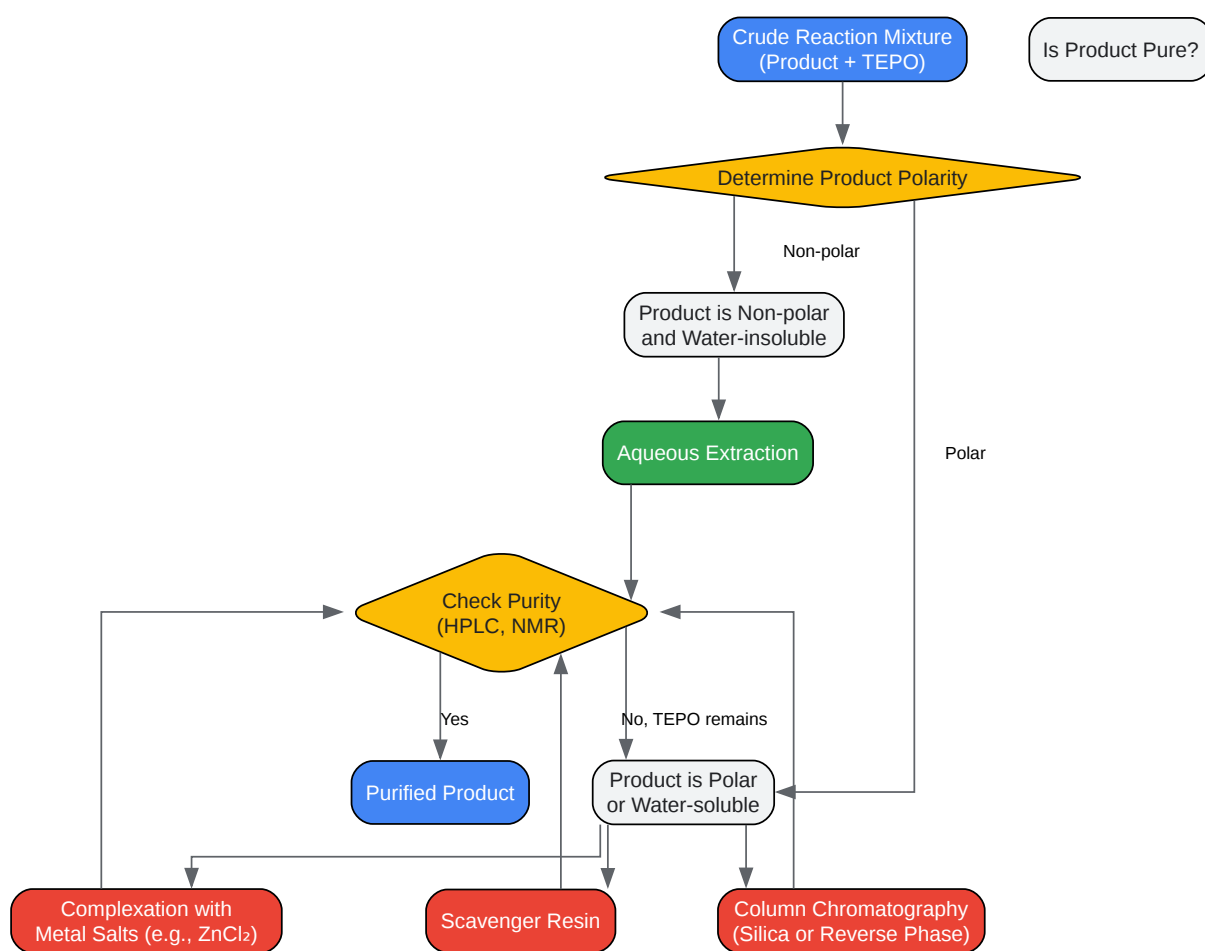 Crude Reaction Mixture
(Product + TEPO)
Is Product Pure?
Determine Product Polarity
Non-polar
Product is Non-polar
and Water-insoluble
Aqueous Extraction
Polar
Check Purity
(HPLC, NMR)
Yes
No, TEPO remains
Purified Product
Product is Polar
or Water-soluble
Complexation with
Metal Salts (e.g., ZnCl₂)
Scavenger Resin
Column Chromatography
(Silica or Reverse Phase)